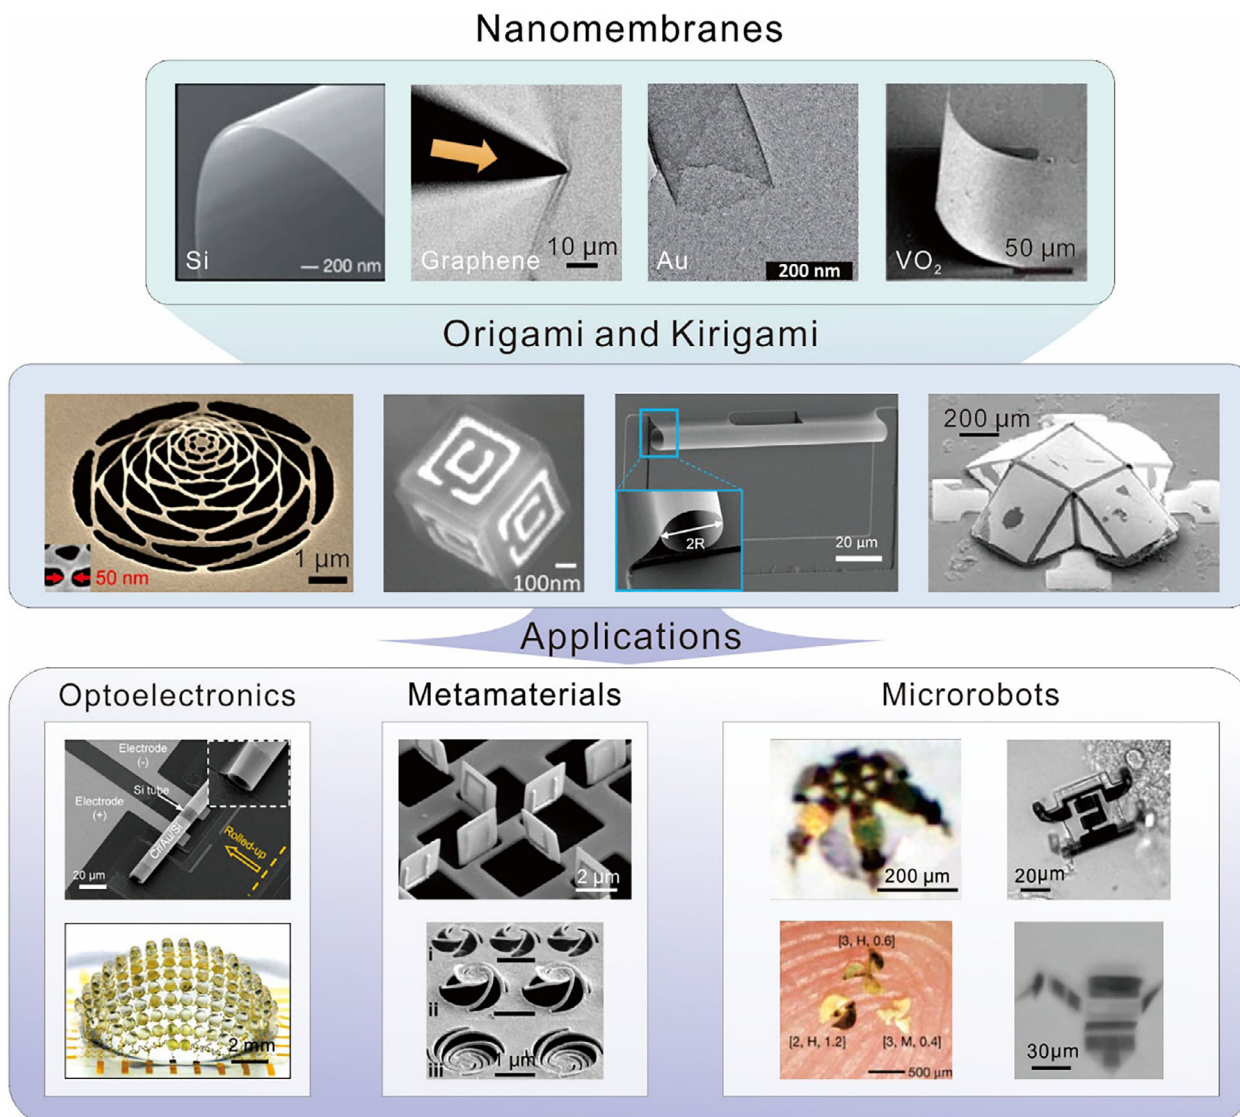 Nanomembranes
Si
200 nm
Graphene
10 µm
Au
200 nm
VO₂
50 µm
Origami and Kirigami
50 nm
1 µm
100nm
2R
20 µm
200 µm
Applications
Optoelectronics
Metamaterials
Microrobots
Electrode
(-)
Si tube
Electrode
(+)
Cr/Au/Si
Rolled-up
20 µm
2 mm
2 µm
i
ii
iii
1 µm
200 µm
20µm
[3, H, 0.6]
[2, H, 1.2]
[3, M, 0.4]
500 µm
30µm